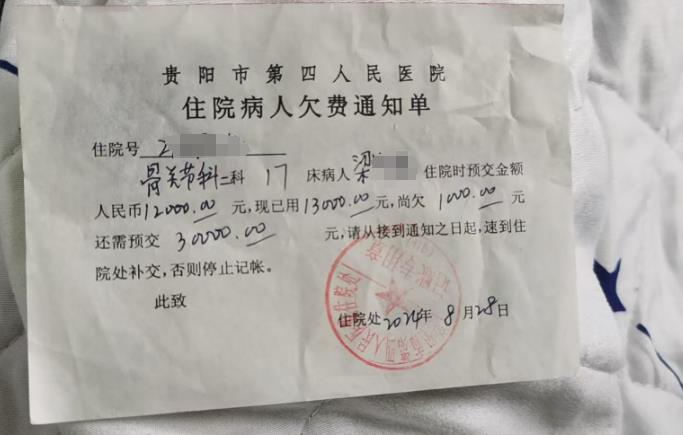 贵阳市第四人民医院
住院病人欠费通知单
住院号
骨关节科二科 17 床病人 梁 住院时预交金额
人民币12000.00 元,现已用13000.00元,尚欠 1000.00 元
还需预交 30000.00 元,请从接到通知之日起,速到住
院处补交,否则停止记帐。
此致
住院处2024年 8 月28日